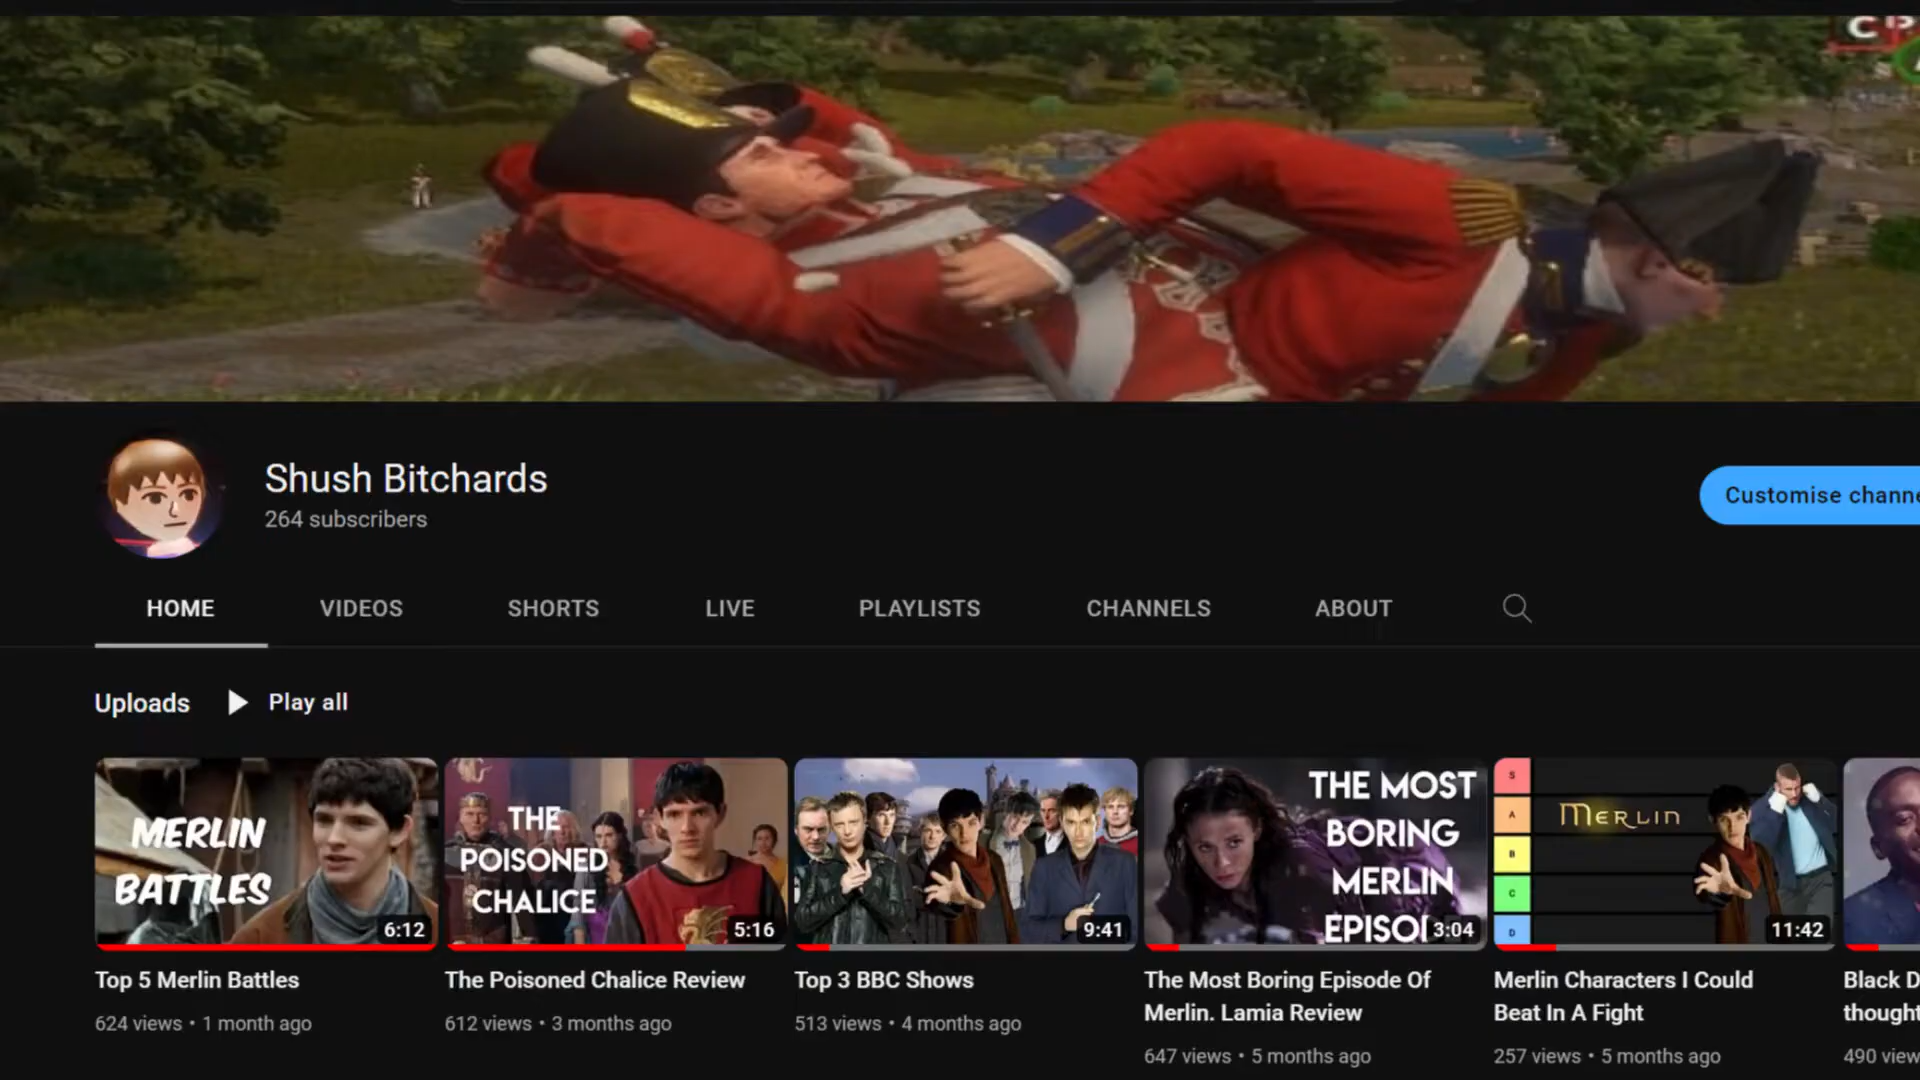 Shush Bitchards
264 subscribers
Customise channe
HOME VIDEOS SHORTS LIVE PLAYLISTS CHANNELS ABOUT
Uploads Play all
MERLIN
BATTLES
6:12
THE
POISONED
CHALICE
5:16
9:41
THE MOST
BORING
MERLIN
EPISO
3:04
S
A
B
C
D
MERLIN
11:42
Top 5 Merlin Battles
624 views • 1 month ago
The Poisoned Chalice Review
612 views • 3 months ago
Top 3 BBC Shows
513 views • 4 months ago
The Most Boring Episode Of
Merlin. Lamia Review
647 views • 5 months ago
Merlin Characters I Could
Beat In A Fight
257 views • 5 months ago
Black D
though
490 view